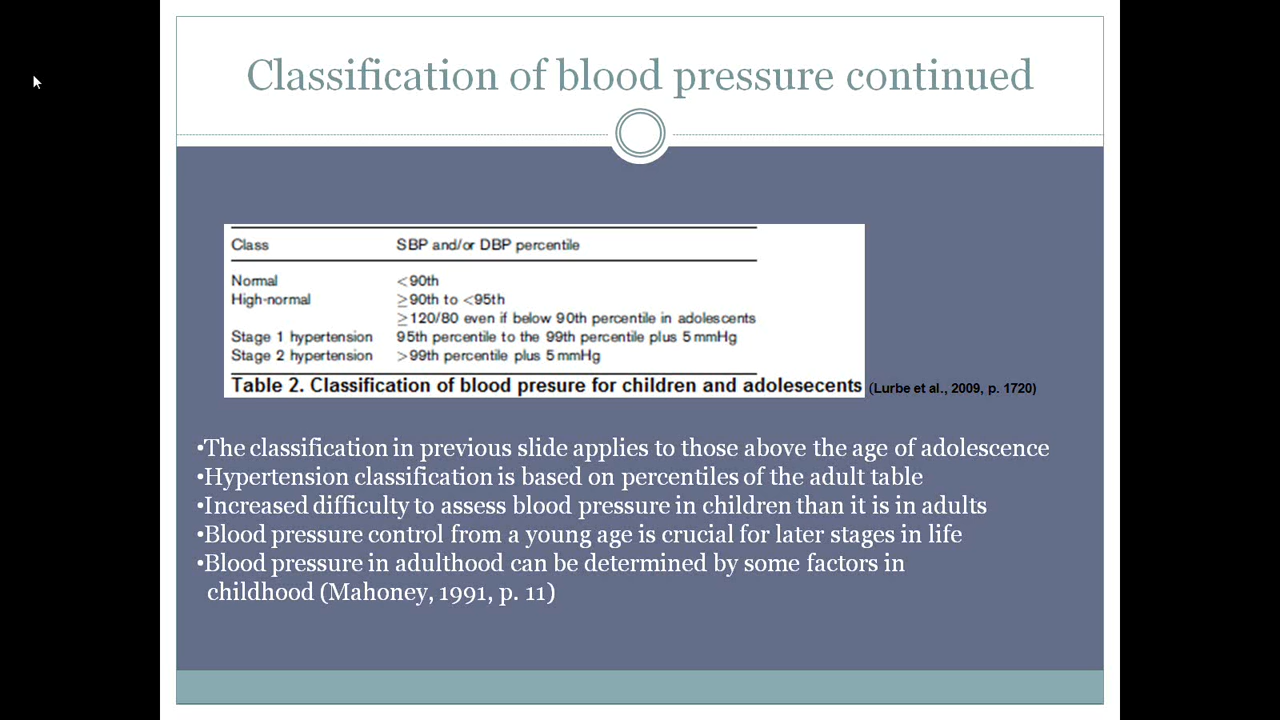 Classification of blood pressure continued
Class SBP and/or DBP percentile
Normal <90th
High-normal ≥90th to <95th
≥120/80 even if below 90th percentile in adolescents
Stage 1 hypertension 95th percentile to the 99th percentile plus 5 mmHg
Stage 2 hypertension >99th percentile plus 5 mmHg
Table 2. Classification of blood presure for children and adolesecents (Lurbe et al., 2009, p. 1720)
•The classification in previous slide applies to those above the age of adolescence
•Hypertension classification is based on percentiles of the adult table
•Increased difficulty to assess blood pressure in children than it is in adults
•Blood pressure control from a young age is crucial for later stages in life
•Blood pressure in adulthood can be determined by some factors in
childhood (Mahoney, 1991, p. 11)